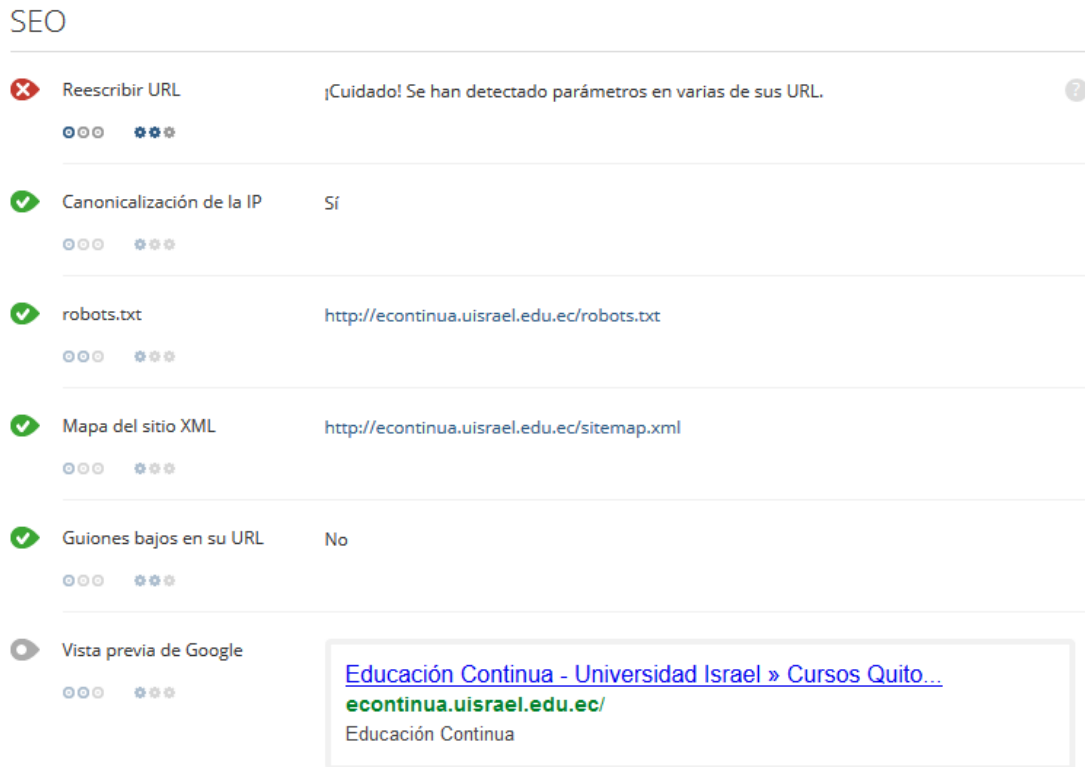 SEO
Reescribir URL
¡Cuidado! Se han detectado parámetros en varias de sus URL.
?
Canonicalización de la IP
Sí
robots.txt
http://econtinua.uisrael.edu.ec/robots.txt
Mapa del sitio XML
http://econtinua.uisrael.edu.ec/sitemap.xml
Guiones bajos en su URL
No
Vista previa de Google
Educación Continua - Universidad Israel » Cursos Quito...
econtinua.uisrael.edu.ec/
Educación Continua